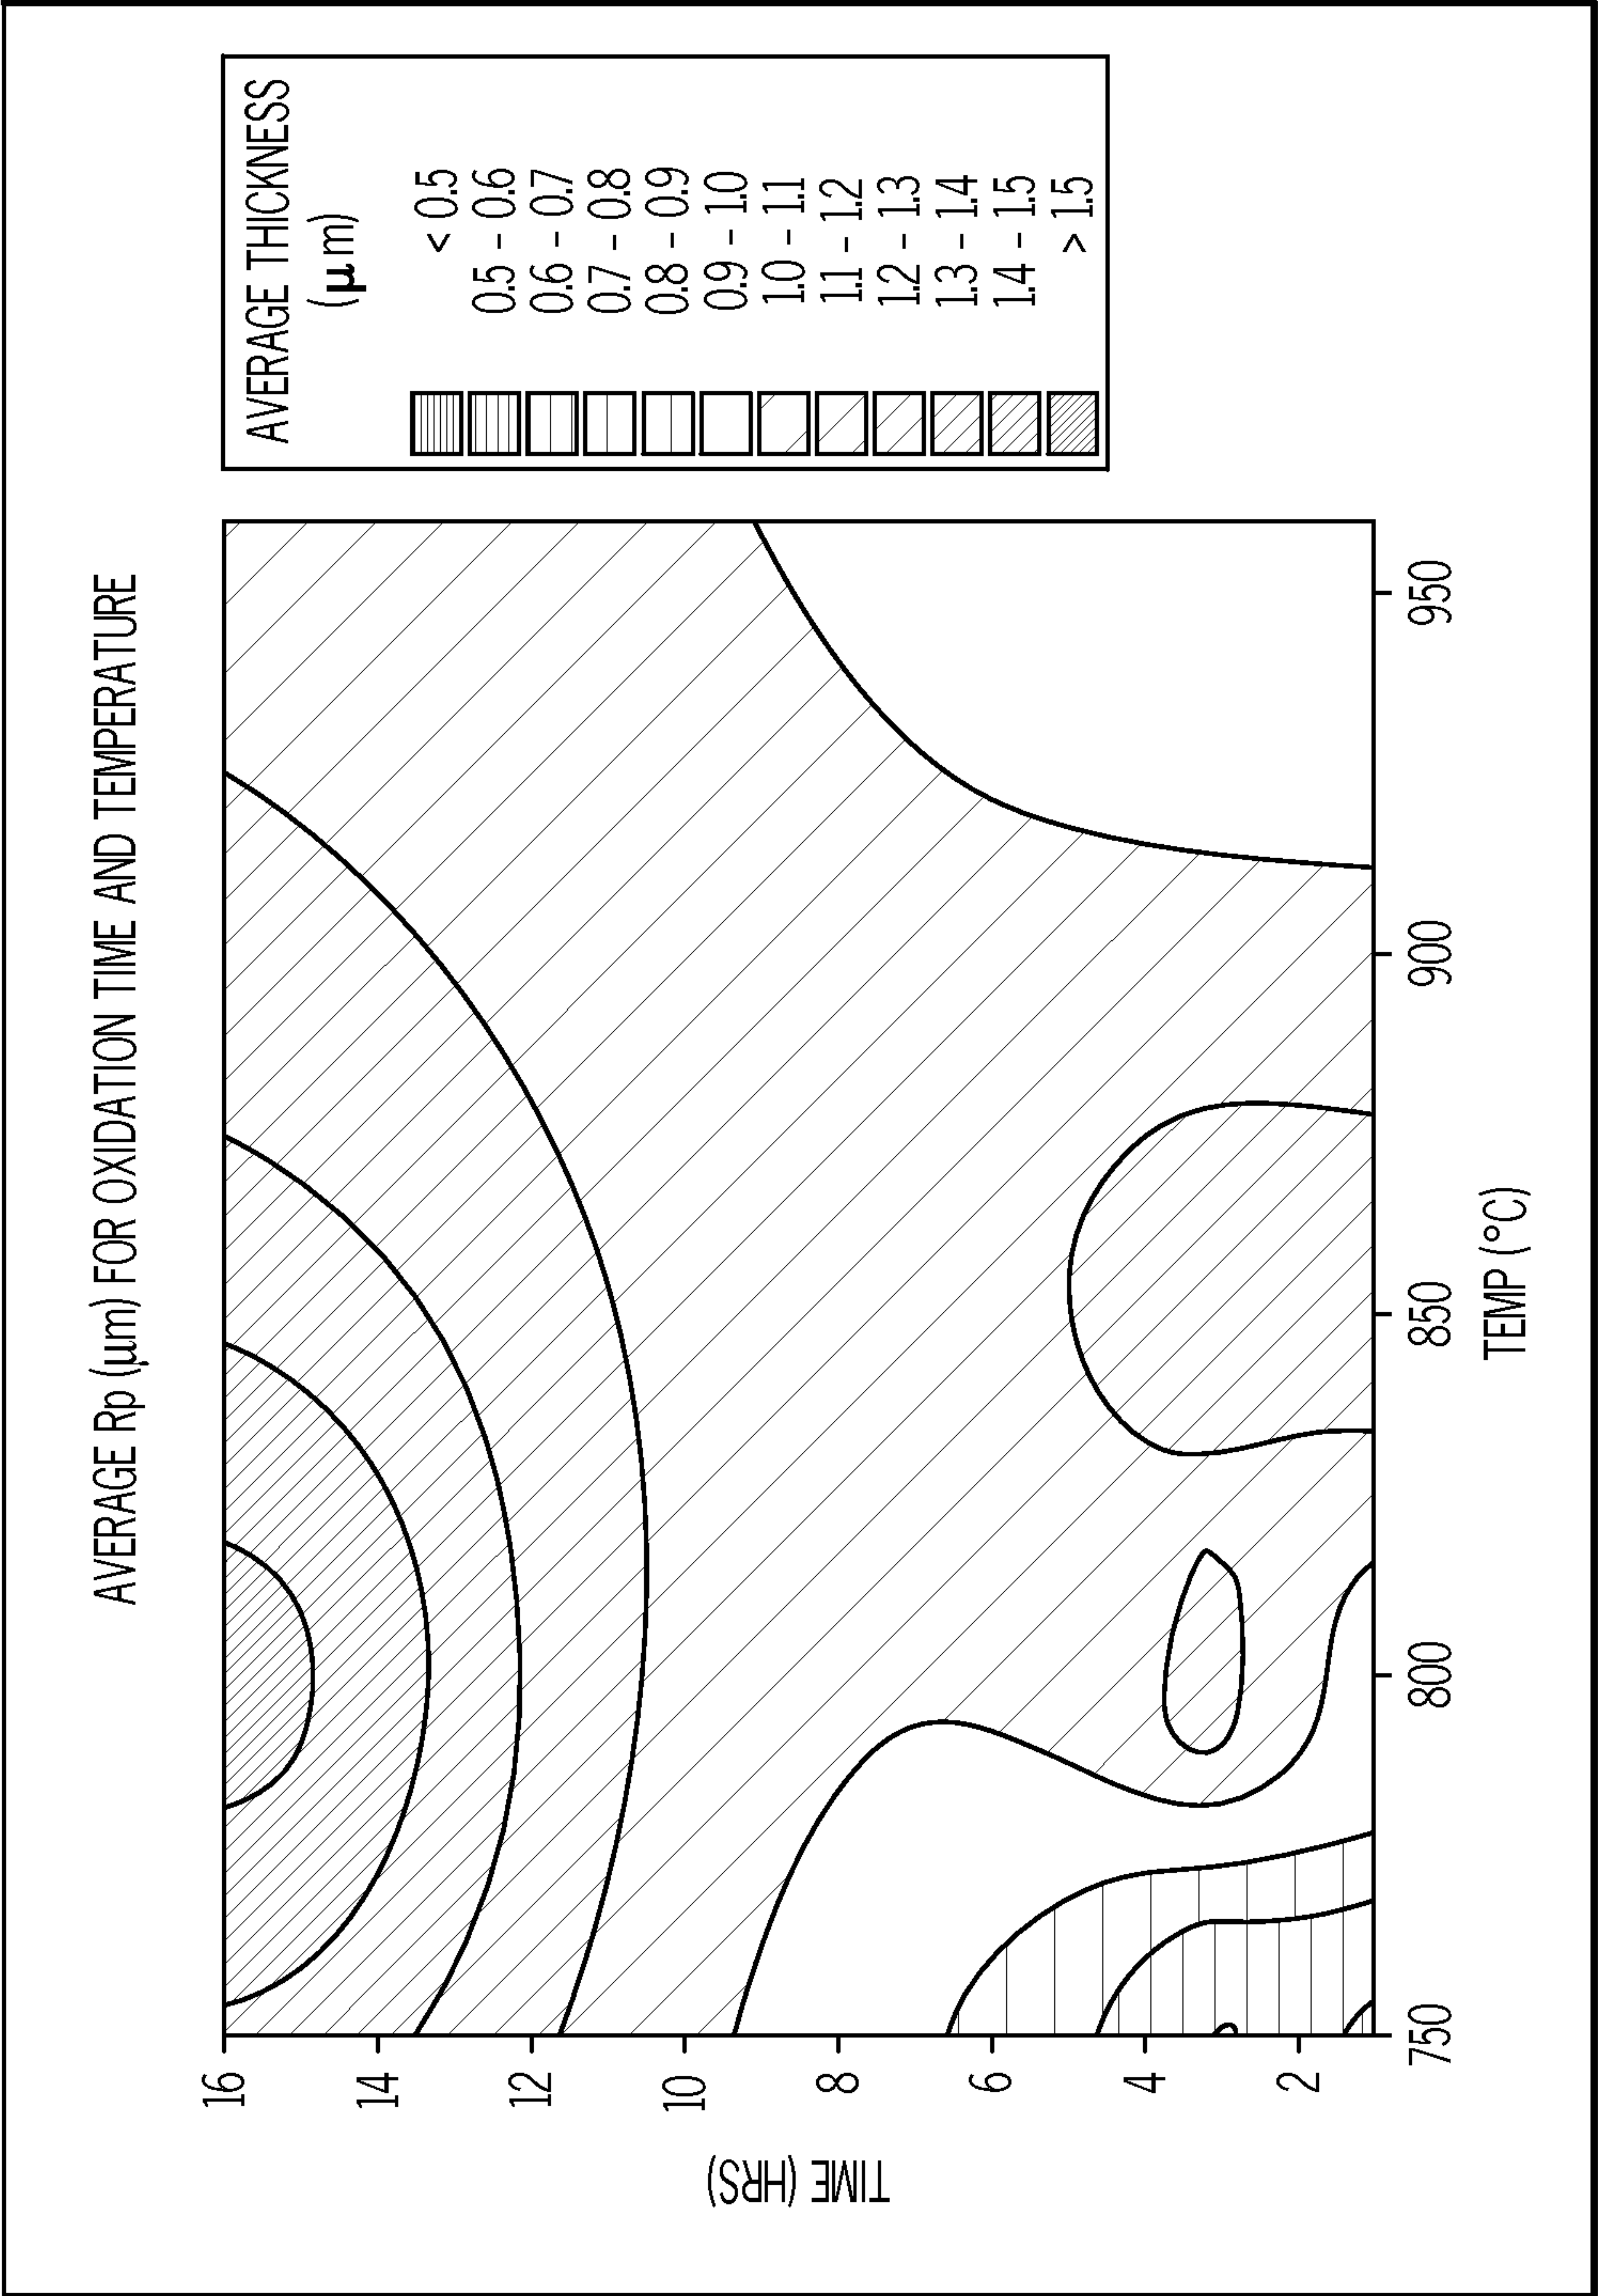 AVERAGE Rp (μm) FOR OXIDATION TIME AND TEMPERATURE
TIME (HRS)
16
14
12
10
8
6
4
2
750
800
850
900
950
TEMP (°C)
AVERAGE THICKNESS
(μm)
< 0.5
0.5 - 0.6
0.6 - 0.7
0.7 - 0.8
0.8 - 0.9
0.9 - 1.0
1.0 - 1.1
1.1 - 1.2
1.2 - 1.3
1.3 - 1.4
1.4 - 1.5
> 1.5